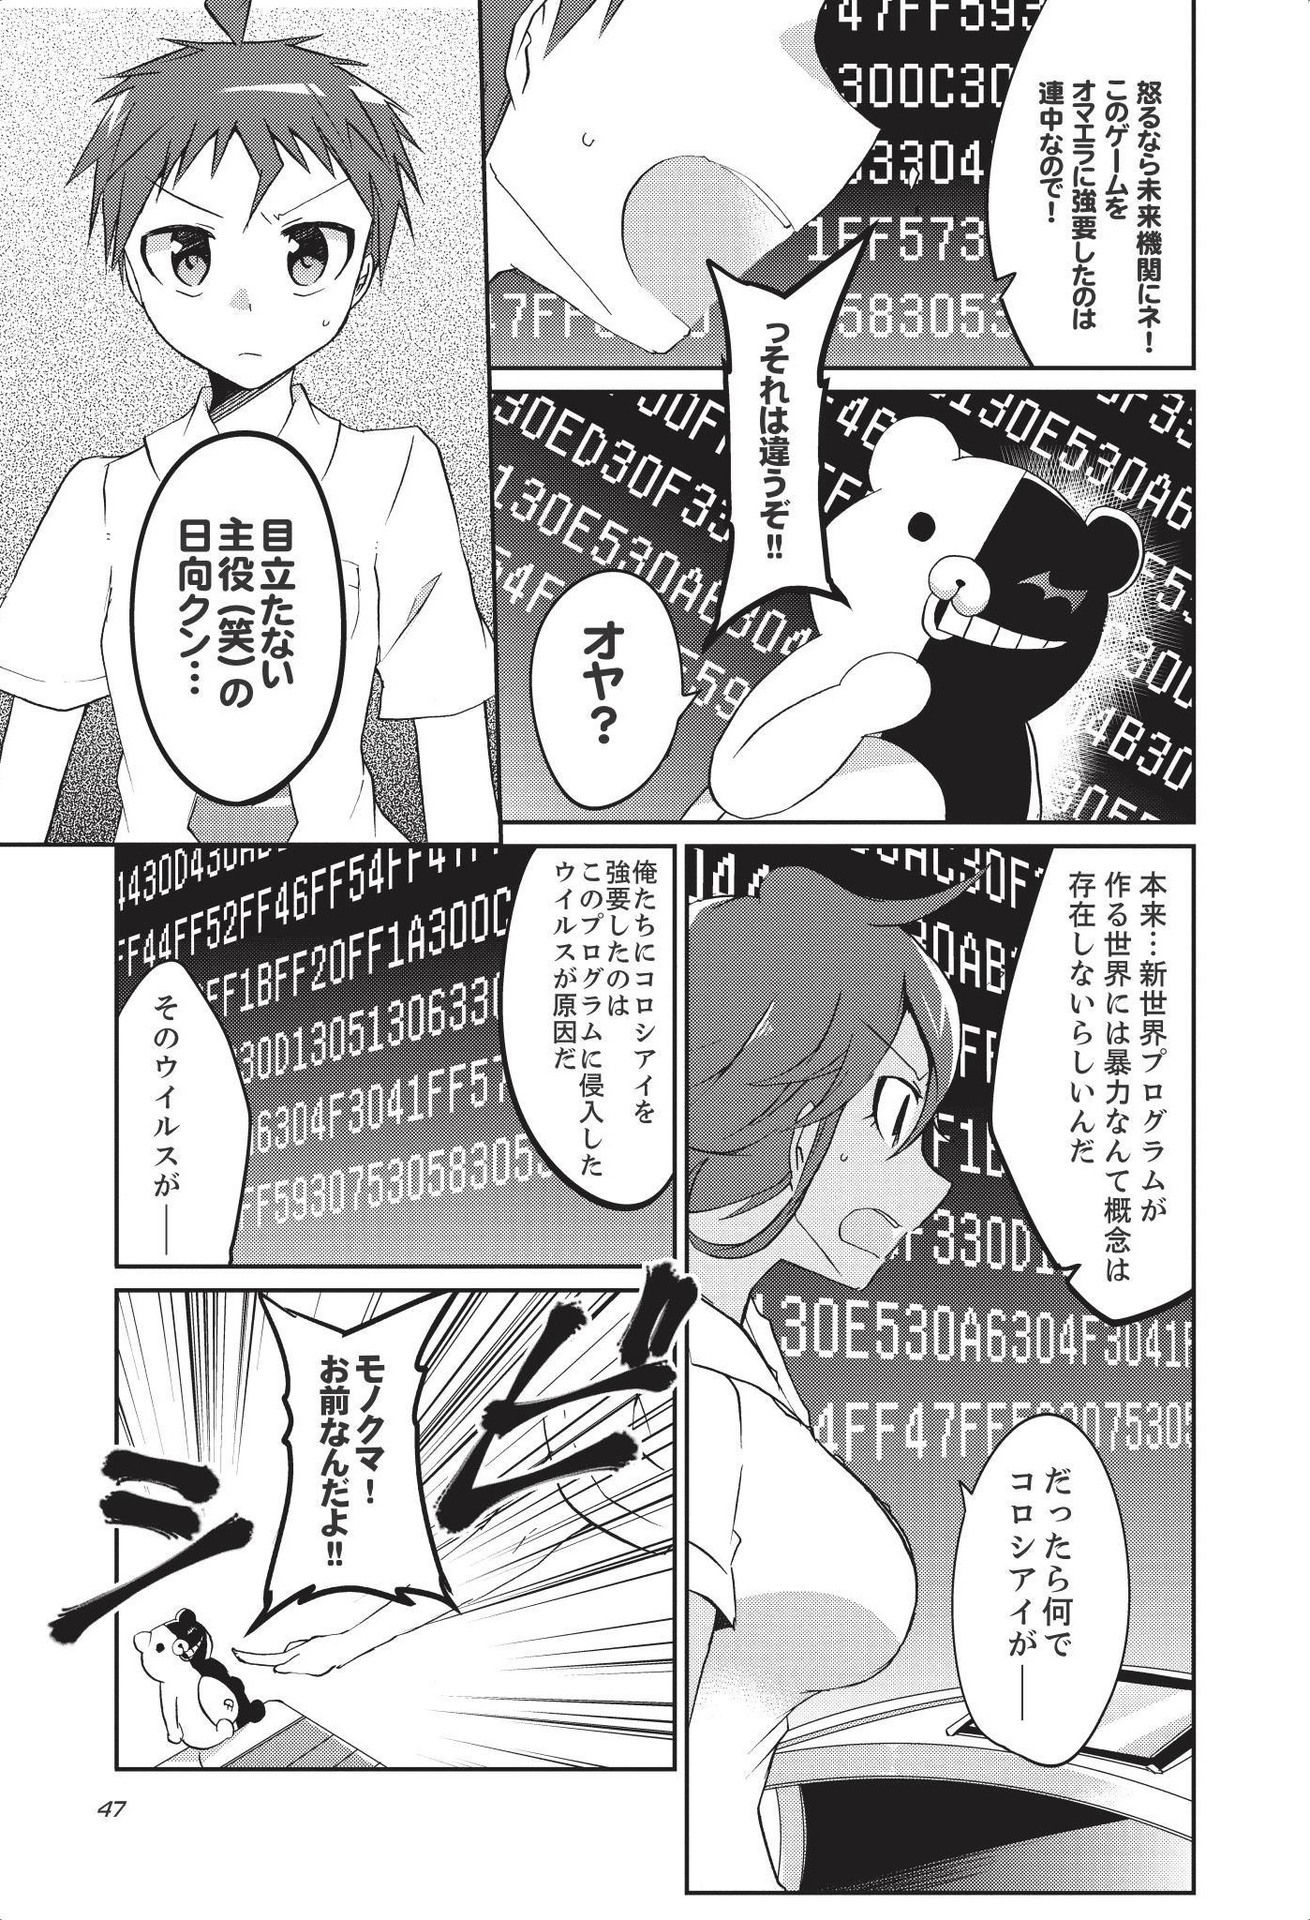 怒るなら未来機関にネ！
このゲームを
オマエラに強要したのは
連中なので！
っそれは違うぞ!!
オヤ？
目立たない
主役(笑)の
日向クン…
本来…新世界プログラムが
作る世界には暴力なんて概念は
存在しないらしいんだ
だったら何で
コロシアイが――
俺たちにコロシアイを
強要したのは
このプログラムに侵入した
ウイルスが原因だ
そのウイルスが――
モノクマ！
お前なんだよ!!
ビシ
47